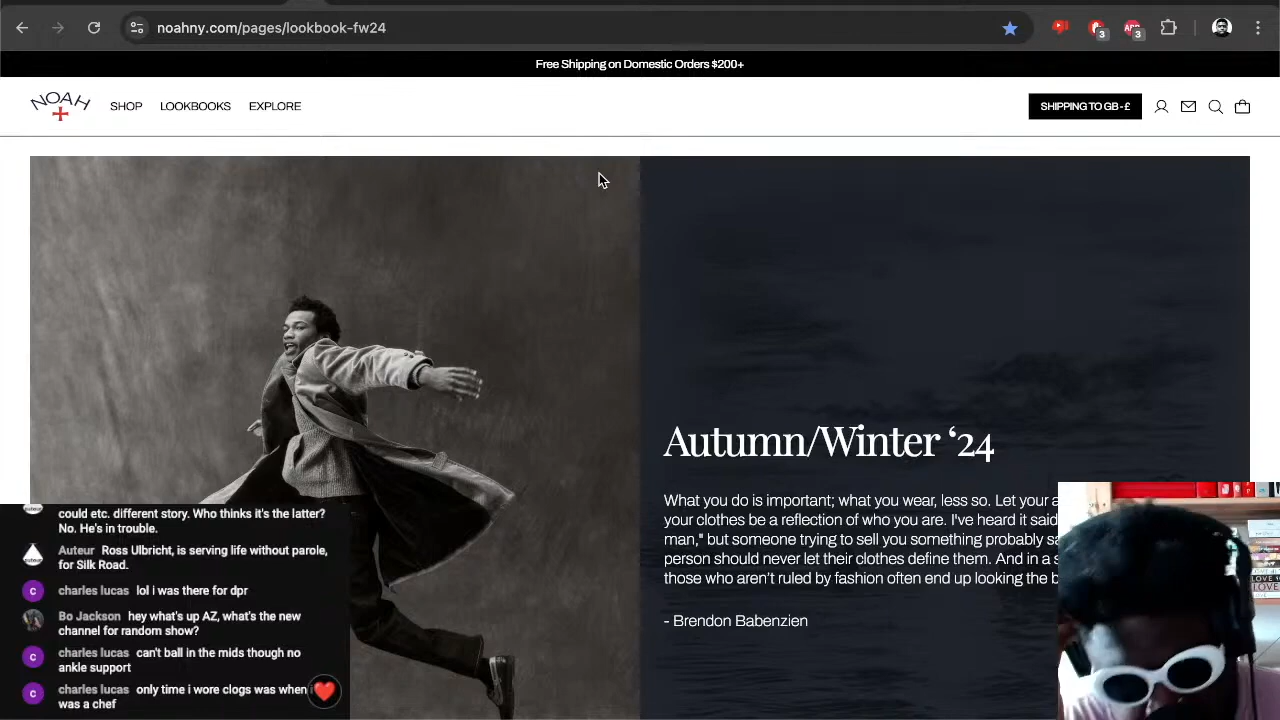 noahny.com/pages/lookbook-fw24
3
3
Free Shipping on Domestic Orders $200+
NOAH
SHOP
LOOKBOOKS
EXPLORE
SHIPPING TO GB - £
Autumn/Winter ‘24
What you do is important; what you wear, less so. Let your
your clothes be a reflection of who you are. I've heard it said
man," but someone trying to sell you something probably
person should never let their clothes define them. And in a
those who aren't ruled by fashion often end up looking the
- Brendon Babenzien
could etc. different story. Who thinks it's the latter?
No. He's in trouble.
Auteur Ross Ulbricht, is serving life without parole,
for Silk Road.
charles lucas lol i was there for dpr
Bo Jackson hey what's up AZ, what's the new
channel for random show?
charles lucas can't ball in the mids though no
ankle support
charles lucas only time i wore clogs was when
was a chef
LOVE